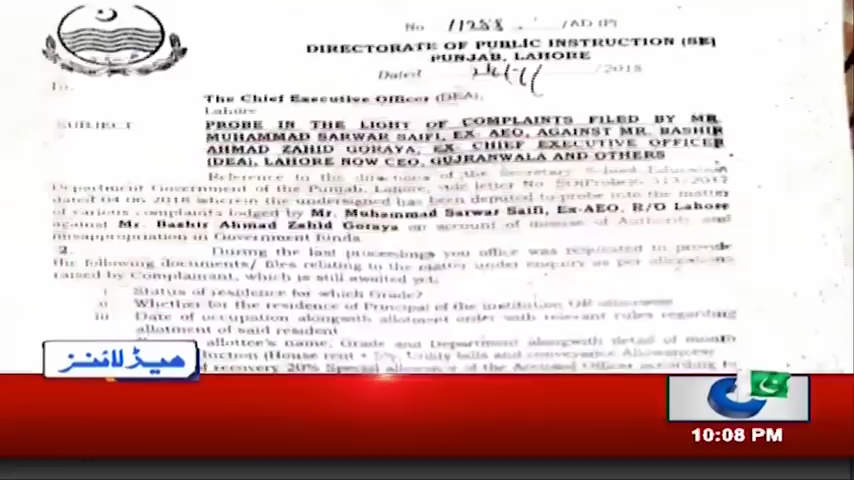 No 11288 /AD (P)
DIRECTORATE OF PUBLIC INSTRUCTION (SE)
PUNJAB, LAHORE
Dated /2018
To,
The Chief Executive Officer (DEA),
Lahore
SUBJECT PROBE IN THE LIGHT OF COMPLAINTS FILED BY MR.
MUHAMMAD SARWAR SAIFI, EX- AEO, AGAINST MR. BASHIR
AHMAD ZAHID GORAYA, EX CHIEF EXECUTIVE OFFICER
(DEA), LAHORE NOW CEO, GUJRANWALA AND OTHERS
Reference to the directions of the Secretary School Education
Department Government of the Punjab, Lahore, vide letter No
dated 04.06.2018 wherein the undersigned has been deputed to probe into the matter
of various complaints lodged by Mr. Muhammad Sarwar Saifi, Ex-AEO, R/O Lahore
against Mr. Bashir Ahmad Zahid Goraya on account of misuse of Authority and
misappropriation in Government funds.
2. During the last proceedings you office was requested to provide
the following documents/ files relating to the matter under enquiry as per allegations
raised by Complainant, which is still awaited yet;
i Status of residence for which Grade?
ii Whether for the residence of Principal of the institution OR otherwise
iii Date of occupation alongwith allotment order with relevant rules regarding
allotment of said resident
allottee's name, Grade and Department alongwith detail of month
(House rent + Utility bills and conveyance Allowances)
recovery 20% Special of the Accused Officer according to
ہیڈ لائنز
10:08 PM